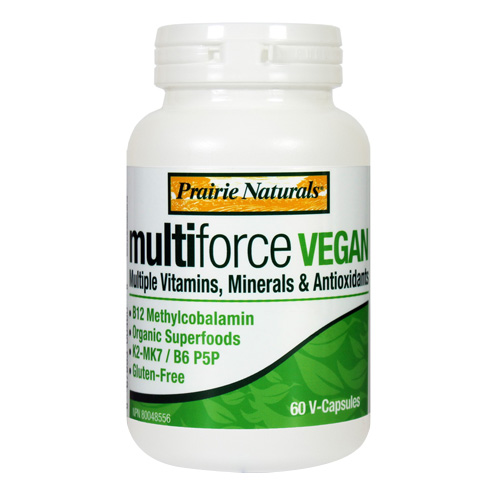 Prairie Naturals
multiforce VEGAN
Multiple Vitamins, Minerals & Antioxidants
• B12 Methylcobalamin
• Organic Superfoods
• K2-MK7 / B6 P5P
• Gluten-Free
NPN 80048556
60 V-Capsules